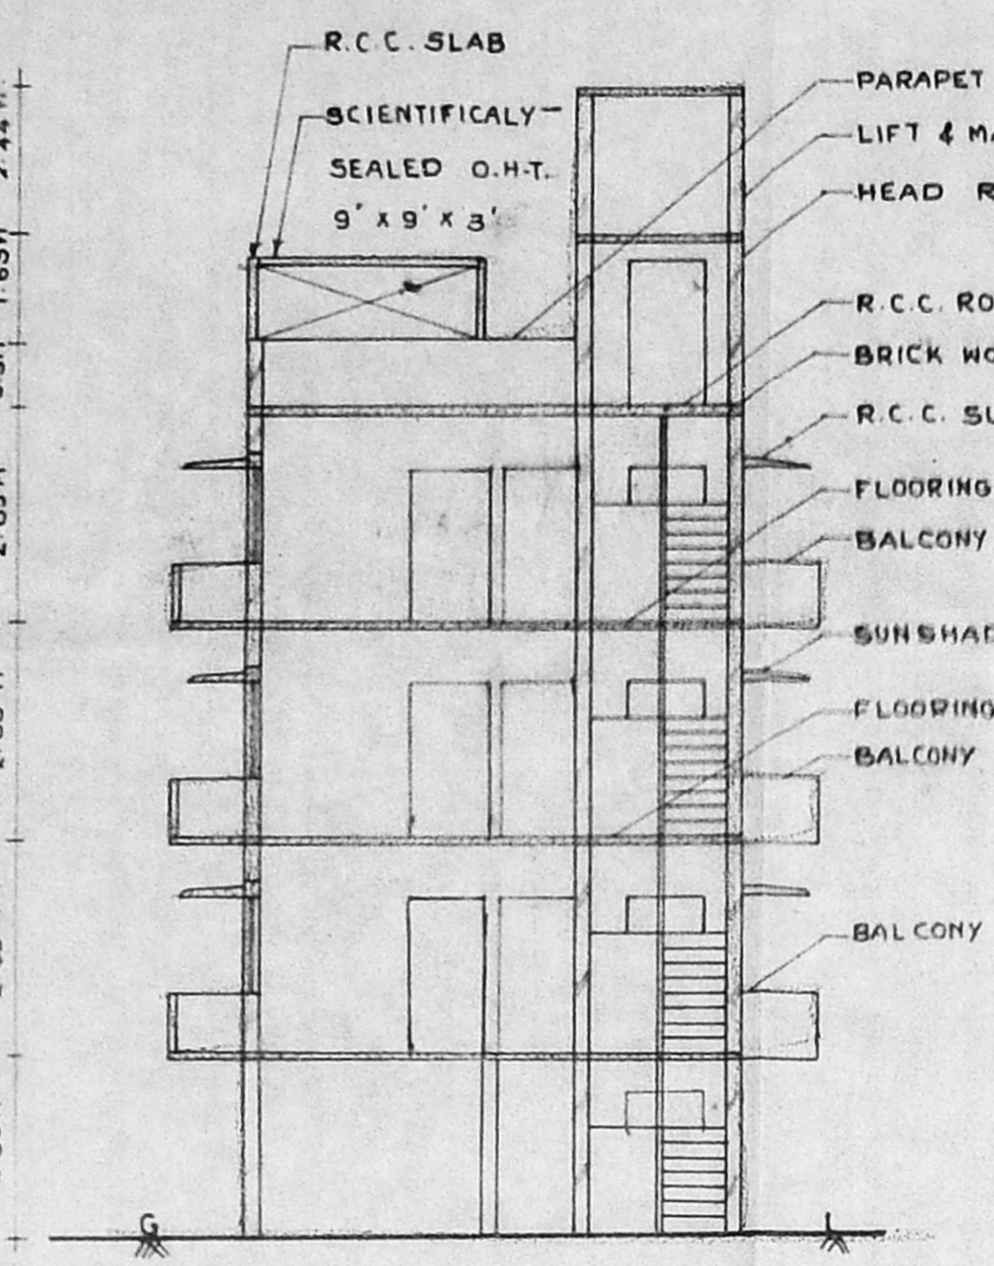 R.C.C. SLAB
SCIENTIFICALY-
SEALED O.H.T.
9' X 9' X 3'
PARAPET
LIFT & MA
HEAD R
R.C.C. RO
BRICK WO
R.C.C. SU
FLOORING
BALCONY
SUNSHAD
FLOORING
BALCONY
BALCONY
G
L